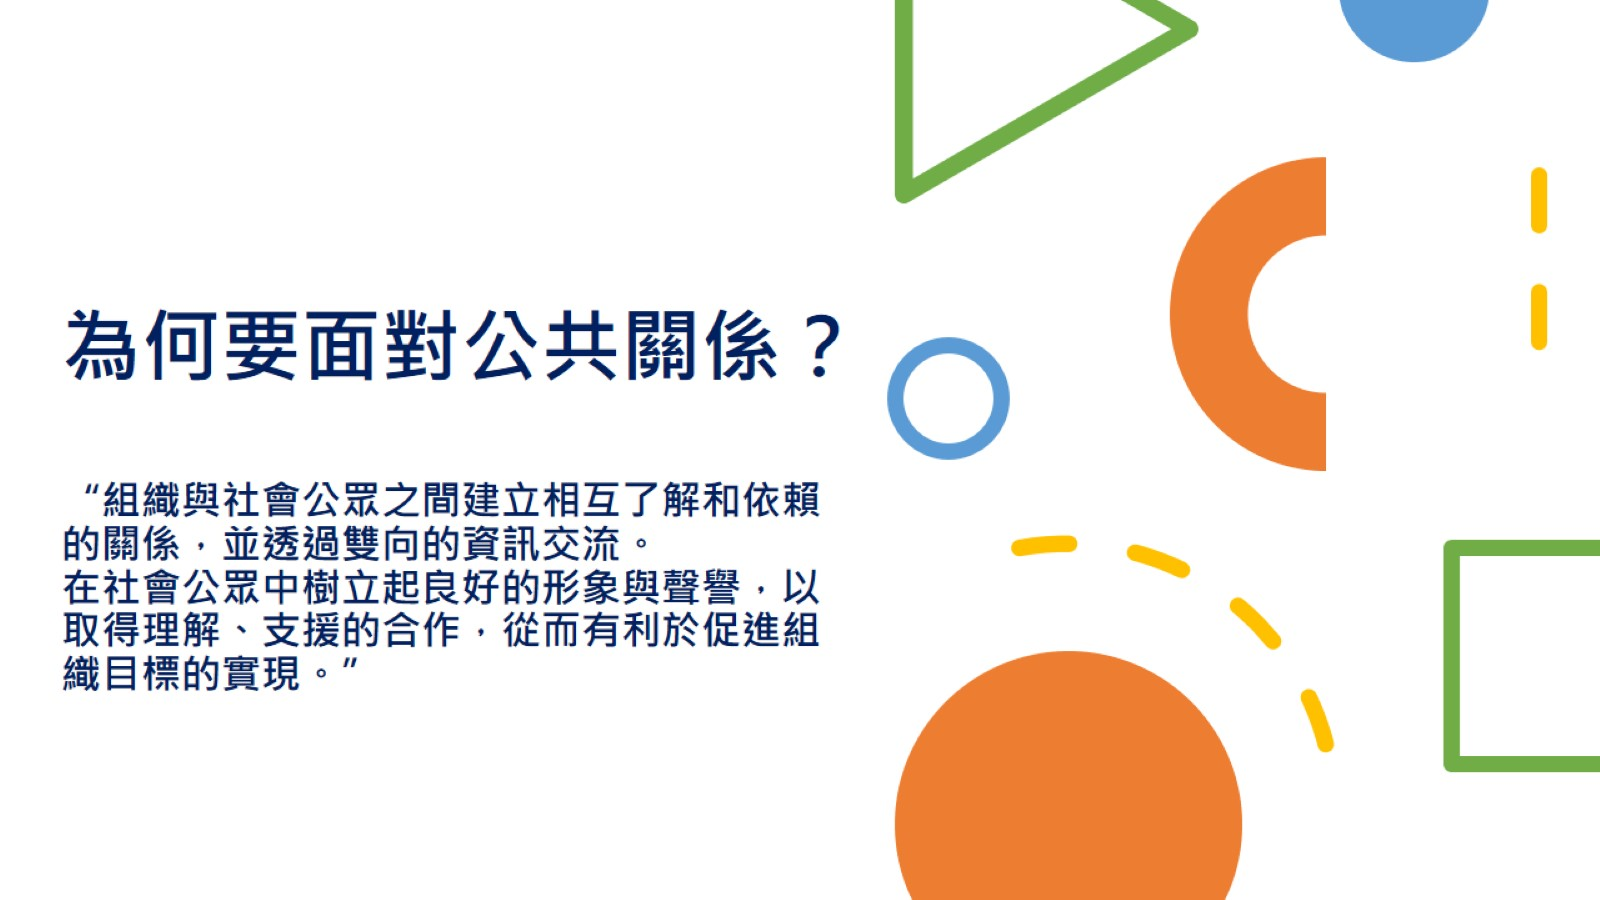 為何要面對公共關係？
“組織與社會公眾之間建立相互了解和依賴
的關係，並透過雙向的資訊交流。
在社會公眾中樹立起良好的形象與聲譽，以
取得理解、支援的合作，從而有利於促進組
織目標的實現。”